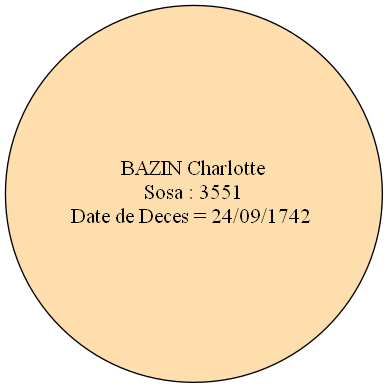 BAZIN Charlotte
Sosa : 3551
Date de Deces = 24/09/1742